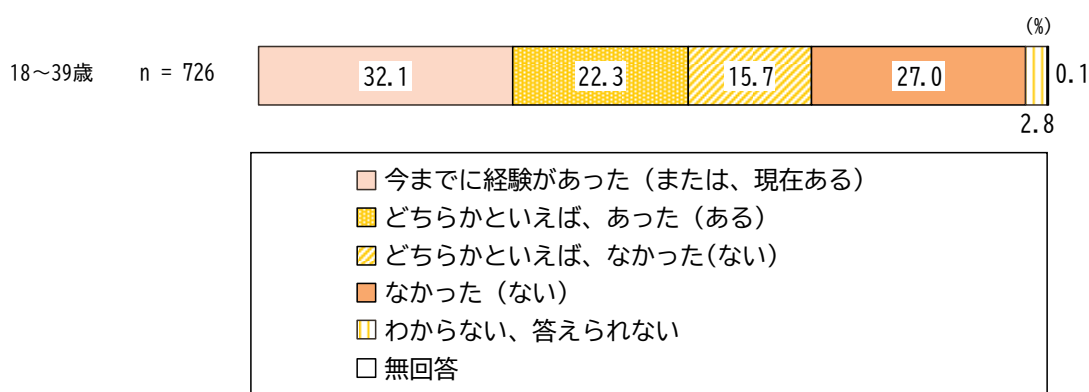 (%)
18～39歳 n = 726 32.1 22.3 15.7 27.0 0.1
2.8
今までに経験があった（または、現在ある）
どちらかといえば、あった（ある）
どちらかといえば、なかった(ない)
なかった（ない）
わからない、答えられない
無回答